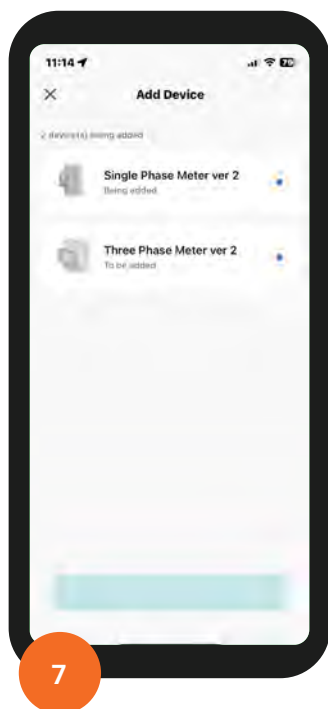 11:14
70
Add Device
2 device(s) being added
Single Phase Meter ver 2
Being added
Three Phase Meter ver 2
To be added
7